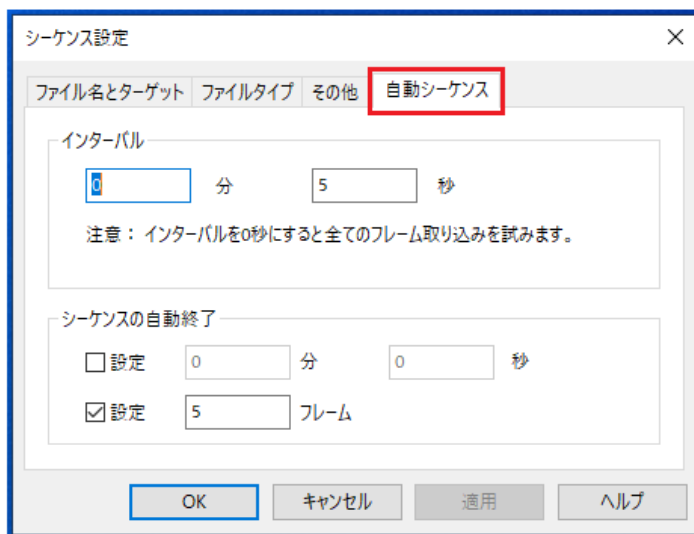 シーケンス設定
ファイル名とターゲット ファイルタイプ その他 自動シーケンス
インターバル
0 分 5 秒
注意： インターバルを0秒にすると全てのフレーム取り込みを試みます。
シーケンスの自動終了
設定 0 分 0 秒
設定 5 フレーム
OK キャンセル 適用 ヘルプ